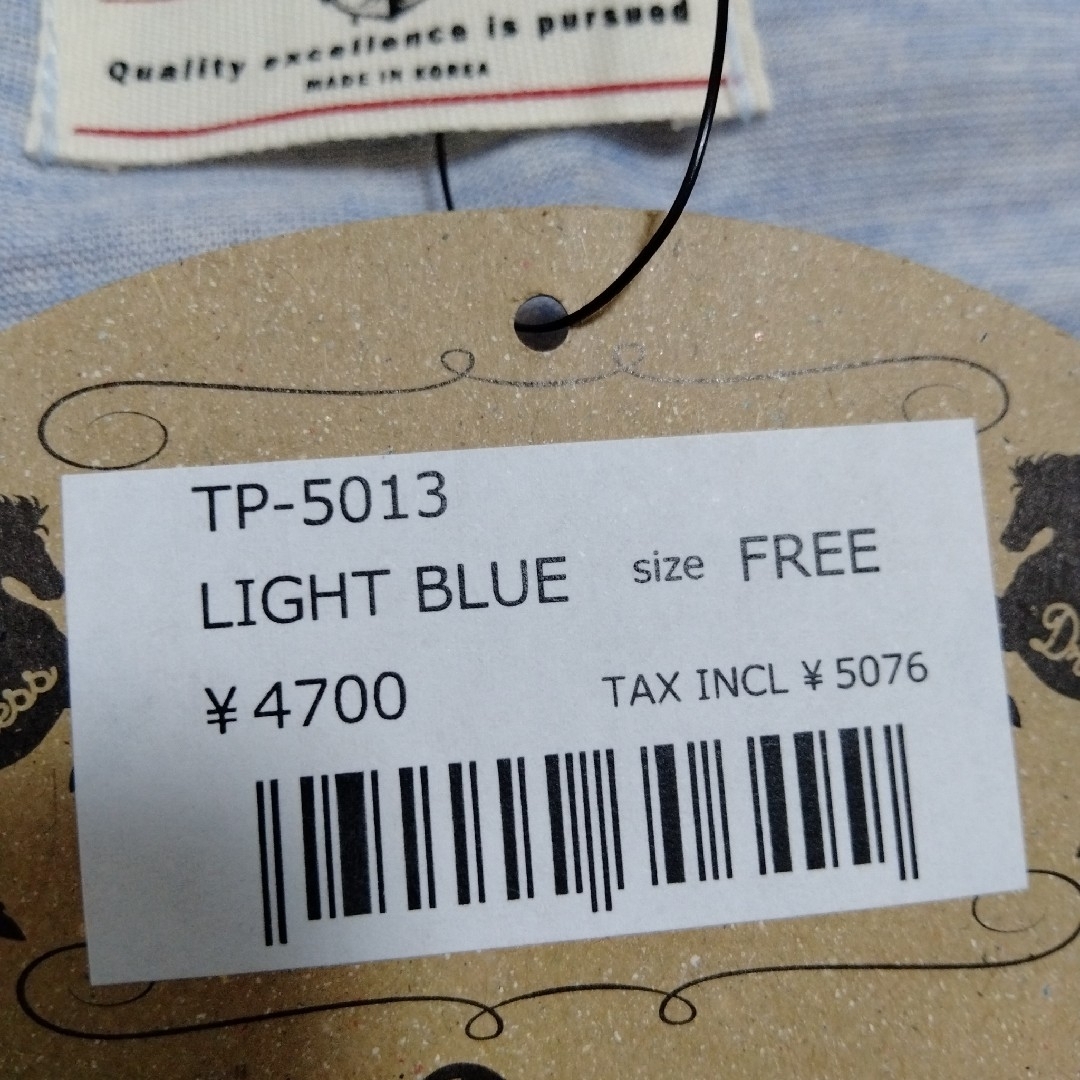 Quality excellence is pursued
MADE IN KOREA
TP-5013
LIGHT BLUE size FREE
¥4700 TAX INCL ¥5076